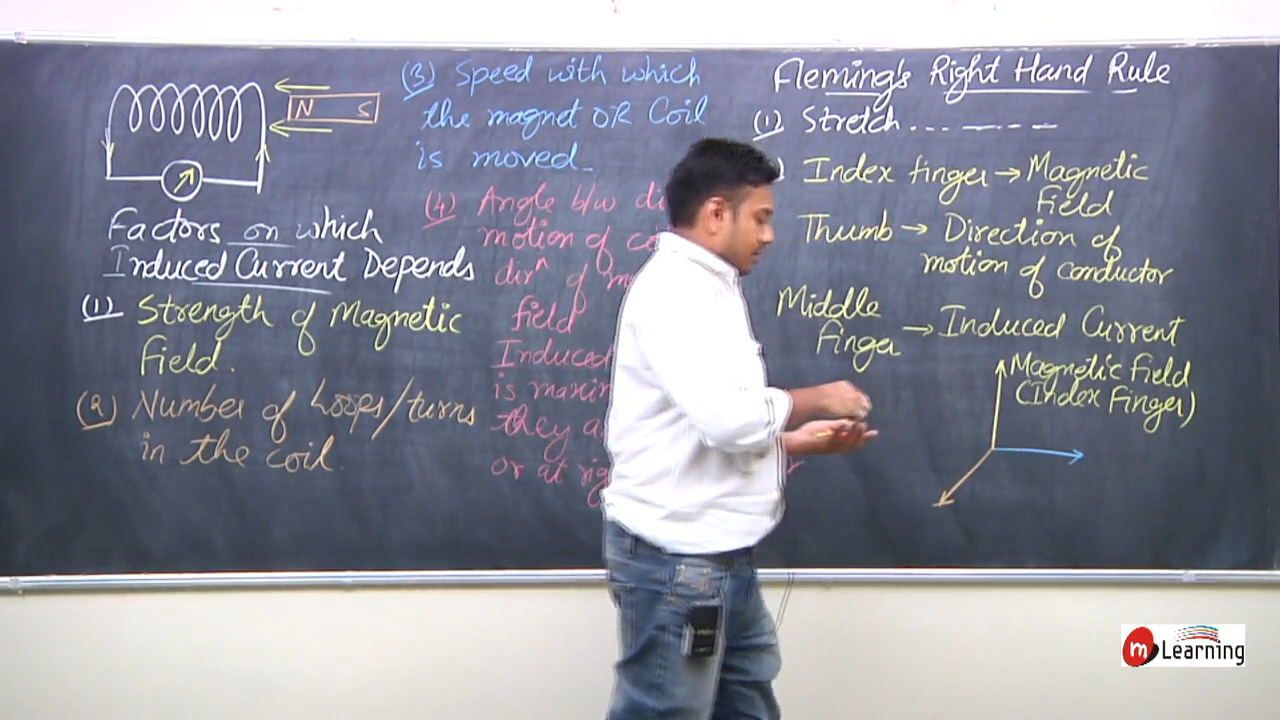 N S
Factors on which
Induced Current Depends
(1) Strength of Magnetic
field.
(2) Number of Loops/turns
in the coil.
(3) Speed with which
the magnet OR Coil
is moved
(4) Angle b/w
motion of
dirⁿ of
field
Induced
is
they
or at
Fleming's Right Hand Rule
(1) Stretch
Index finger → Magnetic
field
Thumb → Direction of
motion of conductor
Middle
finger → Induced Current
Magnetic field
(Index Finger)
m Learning